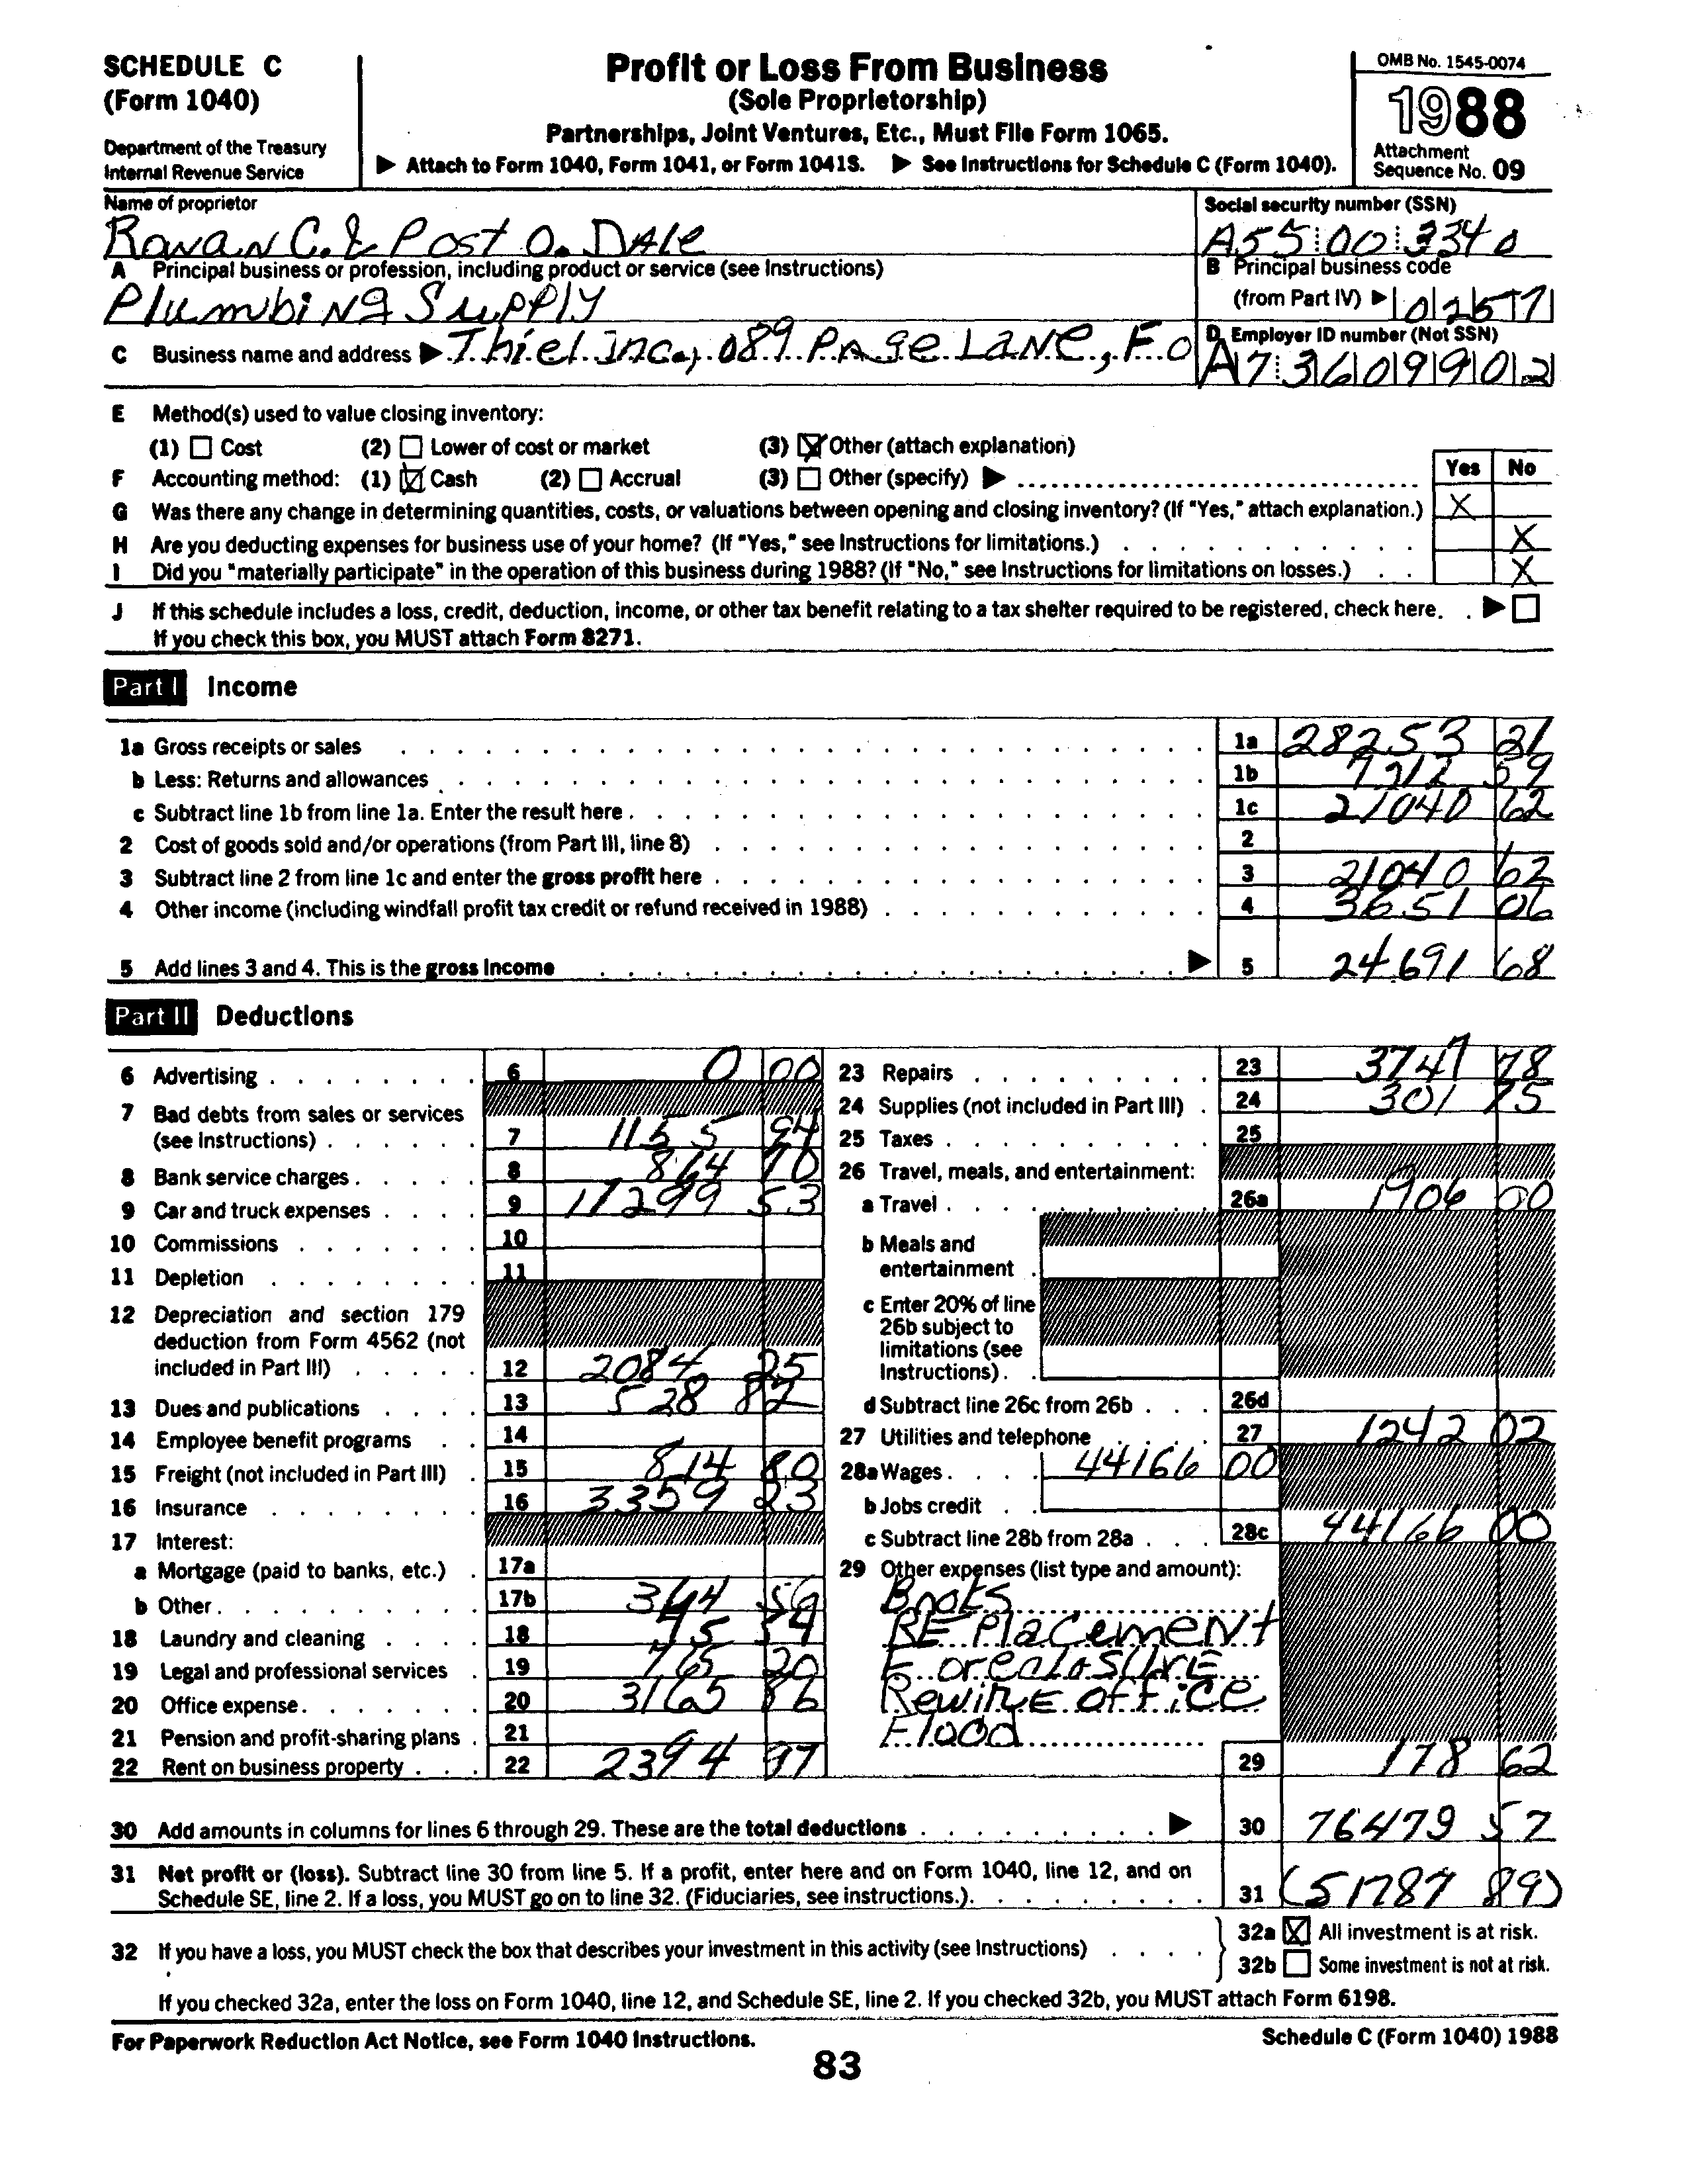 SCHEDULE C
(Form 1040)
Department of the Treasury
Internal Revenue Service
Profit or Loss From Business
(Sole Proprietorship)
Partnerships, Joint Ventures, Etc., Must File Form 1065.
▶ Attach to Form 1040, Form 1041, or Form 1041S. ▶ See Instructions for Schedule C (Form 1040).
OMB No. 1545-0074
1988
Attachment
Sequence No. 09
Name of proprietor
Rowan C. & Post O. Dale
Social security number (SSN)
A55 00 3340
A Principal business or profession, including product or service (see Instructions)
Plumbing Supply
B Principal business code
(from Part IV) ▶ 0257
C Business name and address ▶ Thiel Inc., 089 Page Lane, F.O
D Employer ID number (Not SSN)
A7 3609902
E Method(s) used to value closing inventory:
(1) ☐ Cost (2) ☐ Lower of cost or market (3) ☒ Other (attach explanation)
F Accounting method: (1) ☒ Cash (2) ☐ Accrual (3) ☐ Other (specify) ▶
Yes No
G Was there any change in determining quantities, costs, or valuations between opening and closing inventory? (If "Yes," attach explanation.) X
H Are you deducting expenses for business use of your home? (If "Yes," see Instructions for limitations.) X
I Did you "materially participate" in the operation of this business during 1988? (If "No," see Instructions for limitations on losses.) X
J If this schedule includes a loss, credit, deduction, income, or other tax benefit relating to a tax shelter required to be registered, check here. ▶ ☐
If you check this box, you MUST attach Form 8271.
Part I Income
1a Gross receipts or sales 1a 28253 21
b Less: Returns and allowances 1b 7212 59
c Subtract line 1b from line 1a. Enter the result here 1c 21040 62
2 Cost of goods sold and/or operations (from Part III, line 8) 2
3 Subtract line 2 from line 1c and enter the gross profit here 3 21040 62
4 Other income (including windfall profit tax credit or refund received in 1988) 4 3651 06
5 Add lines 3 and 4. This is the gross income ▶ 5 24691 68
Part II Deductions
6 Advertising 6 0 00
7 Bad debts from sales or services
(see Instructions) 7 1155 94
8 Bank service charges 8 864 70
9 Car and truck expenses 9 11299 53
10 Commissions 10
11 Depletion 11
12 Depreciation and section 179
deduction from Form 4562 (not
included in Part III) 12 2084 25
13 Dues and publications 13 528 82
14 Employee benefit programs 14
15 Freight (not included in Part III) 15 814 80
16 Insurance 16 3359 23
17 Interest:
a Mortgage (paid to banks, etc.) 17a
b Other 17b 344 56
18 Laundry and cleaning 18 75 54
19 Legal and professional services 19 765 20
20 Office expense 20 3165 86
21 Pension and profit-sharing plans 21
22 Rent on business property 22 2394 97
23 Repairs 23 3747 78
24 Supplies (not included in Part III) 24 301 75
25 Taxes 25
26 Travel, meals, and entertainment:
a Travel 26a 1906 00
b Meals and
entertainment
c Enter 20% of line
26b subject to
limitations (see
Instructions)
d Subtract line 26c from 26b 26d
27 Utilities and telephone 27 1242 02
28a Wages 44166 00
b Jobs credit
c Subtract line 28b from 28a 28c 44166 00
29 Other expenses (list type and amount):
Boots
REPlacement
Foreclosure
Rewire office
Flood
29 178 62
30 Add amounts in columns for lines 6 through 29. These are the total deductions ▶ 30 76479 57
31 Net profit or (loss). Subtract line 30 from line 5. If a profit, enter here and on Form 1040, line 12, and on
Schedule SE, line 2. If a loss, you MUST go on to line 32. (Fiduciaries, see instructions.) 31 (51787 89)
32 If you have a loss, you MUST check the box that describes your investment in this activity (see Instructions)
32a ☒ All investment is at risk.
32b ☐ Some investment is not at risk.
If you checked 32a, enter the loss on Form 1040, line 12, and Schedule SE, line 2. If you checked 32b, you MUST attach Form 6198.
For Paperwork Reduction Act Notice, see Form 1040 Instructions.
Schedule C (Form 1040) 1988
83